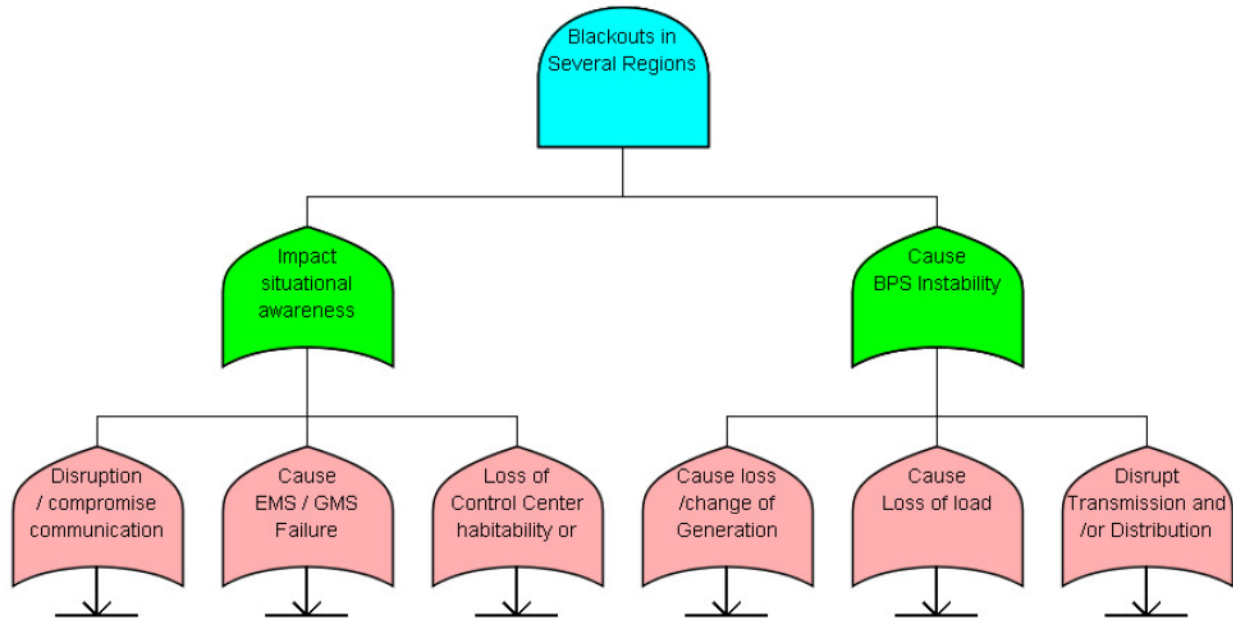 Blackouts in
Several Regions
Impact
situational
awareness
Cause
BPS Instability
Disruption
/ compromise
communication
Cause
EMS / GMS
Failure
Loss of
Control Center
habitability or
Cause loss
/change of
Generation
Cause
Loss of load
Disrupt
Transmission and
/or Distribution